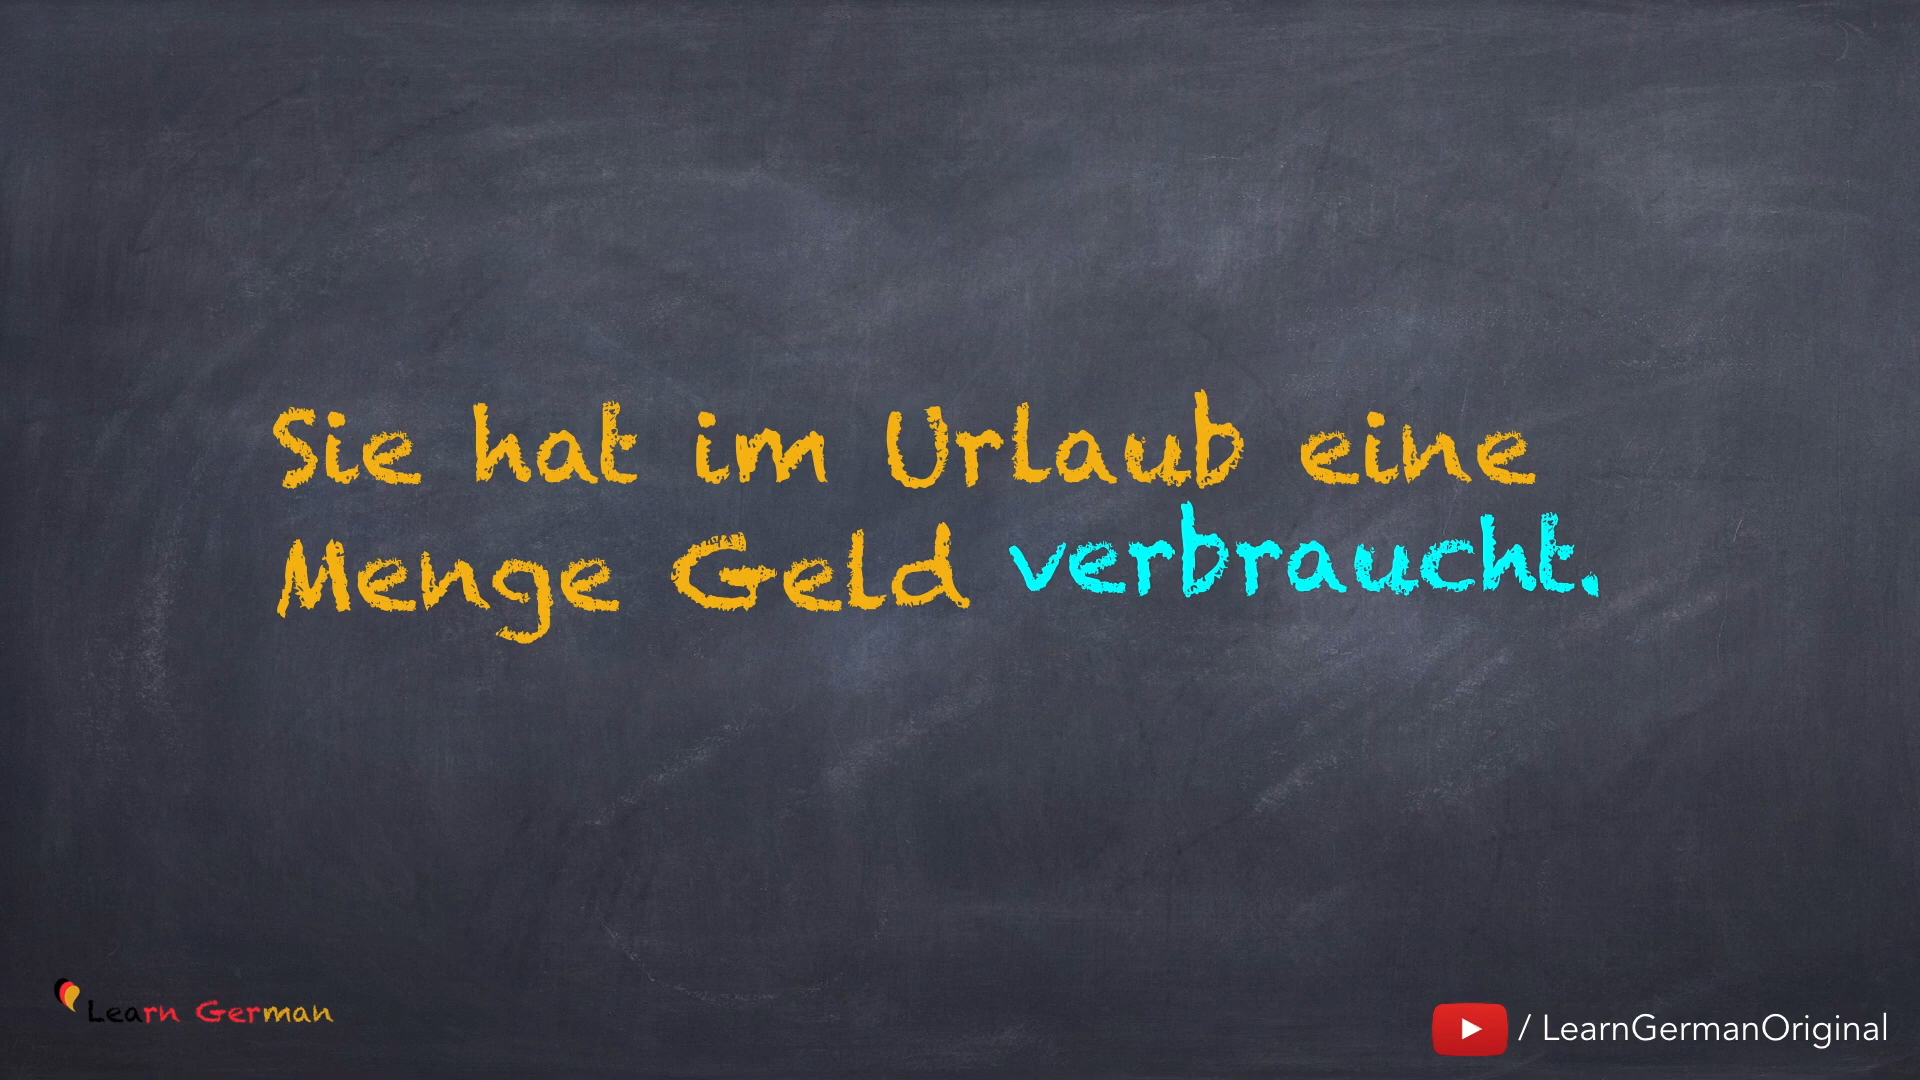 Sie hat im Urlaub eine
Menge Geld verbraucht.
Learn German
/ LearnGermanOriginal